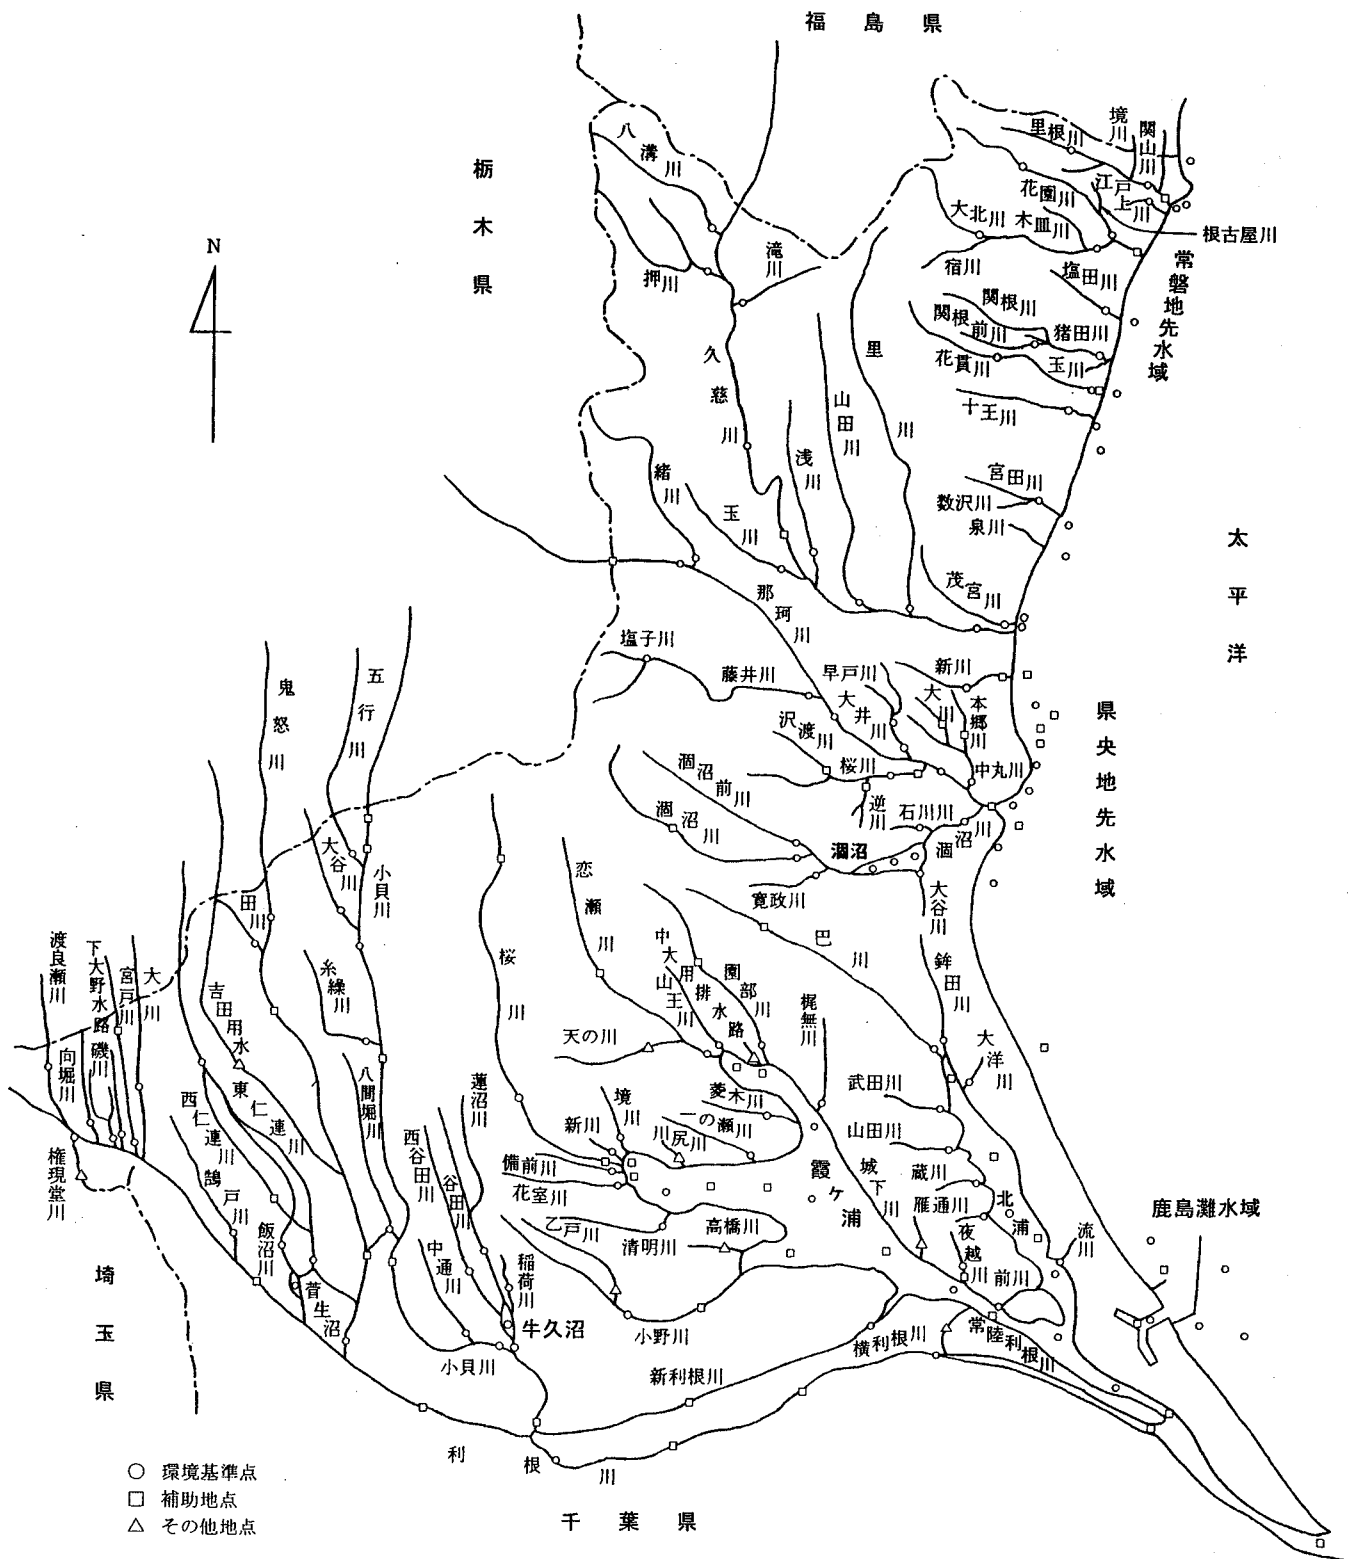 福島県
栃木県
N
八溝川
押川
滝川
久慈川
里根川
境川
関山川
花園川
江戸上川
大北川
木皿川
根古屋川
宿川
塩田川
常磐地先水域
関根川
関根前川
猪田川
花貫川
玉川
十王川
里川
山田川
浅川
宮田川
数沢川
泉川
緒川
玉川
茂宮川
太平洋
那珂川
塩子川
藤井川
早戸川
新川
大井川
大川
本郷川
沢渡川
桜川
中丸川
県央地先水域
鬼怒川
五行川
涸沼前川
涸沼川
逆川
石川川
涸沼川
涸沼
大谷川
小貝川
恋瀬川
寛政川
大谷川
田川
桜川
巴川
鉾田川
渡良瀬川
下大野水路
宮戸川
大川
糸繰川
中大用排水路
山王川
園部川
梶無川
吉田用水
天の川
大洋川
向堀川
磯川
八間堀川
蓮沼川
境川
菱木川
武田川
東仁連川
西仁連川
新川
川尻川
一の瀬川
山田川
西谷田川
谷田川
備前川
花室川
霞ヶ浦
城下川
蔵川
権現堂川
鵠戸川
雁通川
北浦
鹿島灘水域
飯沼川
中通川
乙戸川
清明川
高橋川
夜越川
前川
流川
稲荷川
菅生沼
牛久沼
小野川
埼玉県
小貝川
横利根川
常陸利根川
新利根川
利根川
○ 環境基準点
□ 補助地点
△ その他地点
千葉県